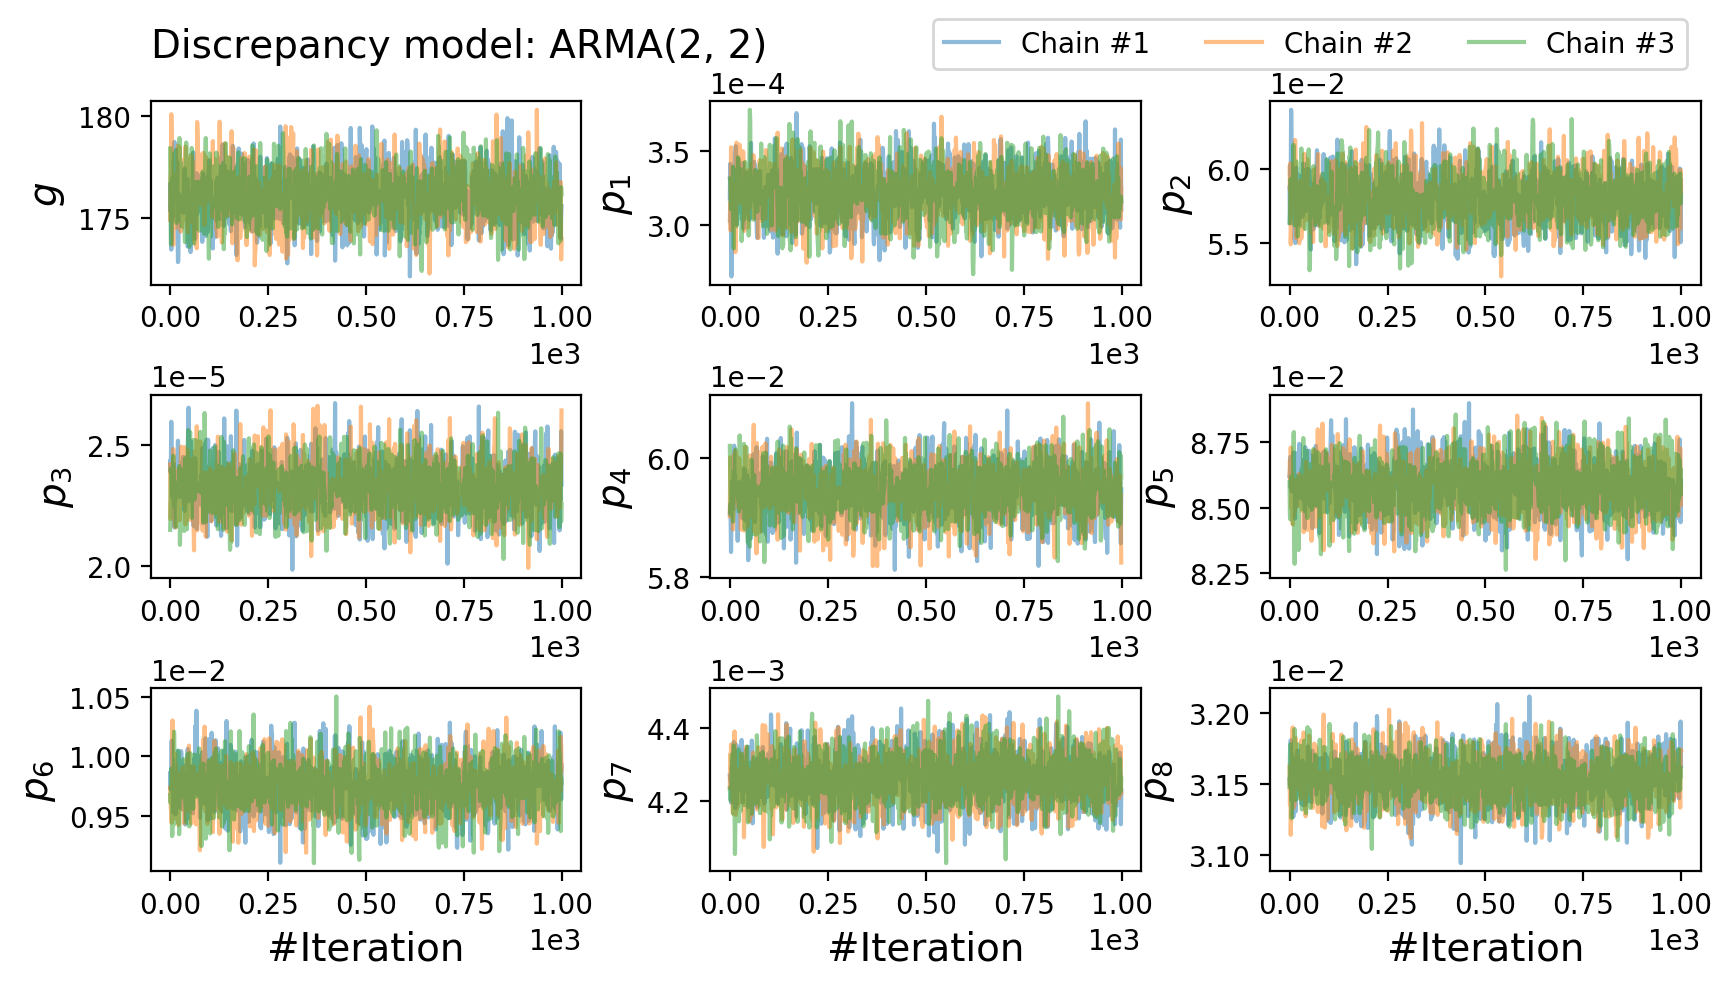 Discrepancy model: ARMA(2, 2)
Chain #1 Chain #2 Chain #3
g
180
175
0.00 0.25 0.50 0.75 1.00
1e3
1e−4
p1
3.5
3.0
0.00 0.25 0.50 0.75 1.00
1e3
1e−2
p2
6.0
5.5
0.00 0.25 0.50 0.75 1.00
1e3
1e−5
p3
2.5
2.0
0.00 0.25 0.50 0.75 1.00
1e3
1e−2
p4
6.0
5.8
0.00 0.25 0.50 0.75 1.00
1e3
1e−2
p5
8.75
8.50
8.25
0.00 0.25 0.50 0.75 1.00
1e3
1e−2
p6
1.05
1.00
0.95
0.00 0.25 0.50 0.75 1.00
1e3
#Iteration
1e−3
p7
4.4
4.2
0.00 0.25 0.50 0.75 1.00
1e3
#Iteration
1e−2
p8
3.20
3.15
3.10
0.00 0.25 0.50 0.75 1.00
1e3
#Iteration